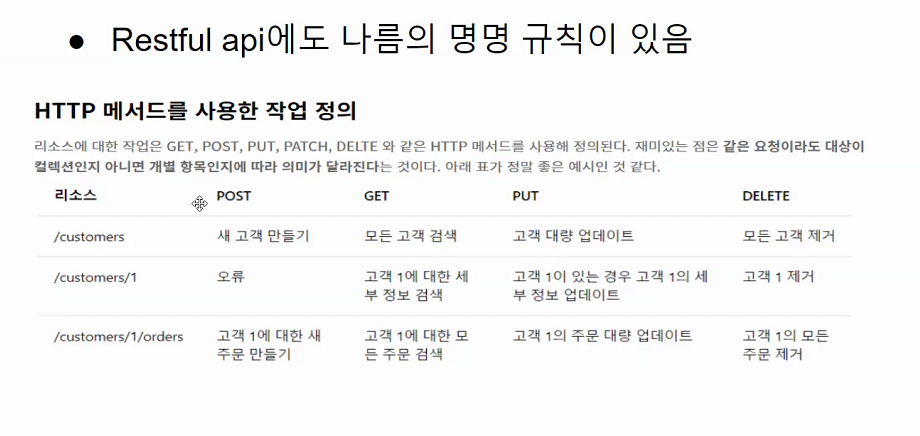 ● Restful api에도 나름의 명명 규칙이 있음
HTTP 메서드를 사용한 작업 정의
리소스에 대한 작업은 GET, POST, PUT, PATCH, DELTE 와 같은 HTTP 메서드를 사용해 정의된다. 재미있는 점은 같은 요청이라도 대상이
컬렉션인지 아니면 개별 항목인지에 따라 의미가 달라진다는 것이다. 아래 표가 정말 좋은 예시인 것 같다.
리소스 POST GET PUT DELETE
/customers 새 고객 만들기 모든 고객 검색 고객 대량 업데이트 모든 고객 제거
/customers/1 오류 고객 1에 대한 세 고객 1이 있는 경우 고객 1의 세 고객 1 제거
부 정보 검색 부 정보 업데이트
/customers/1/orders 고객 1에 대한 새 고객 1에 대한 모 고객 1의 주문 대량 업데이트 고객 1의 모든
주문 만들기 든 주문 검색 주문 제거